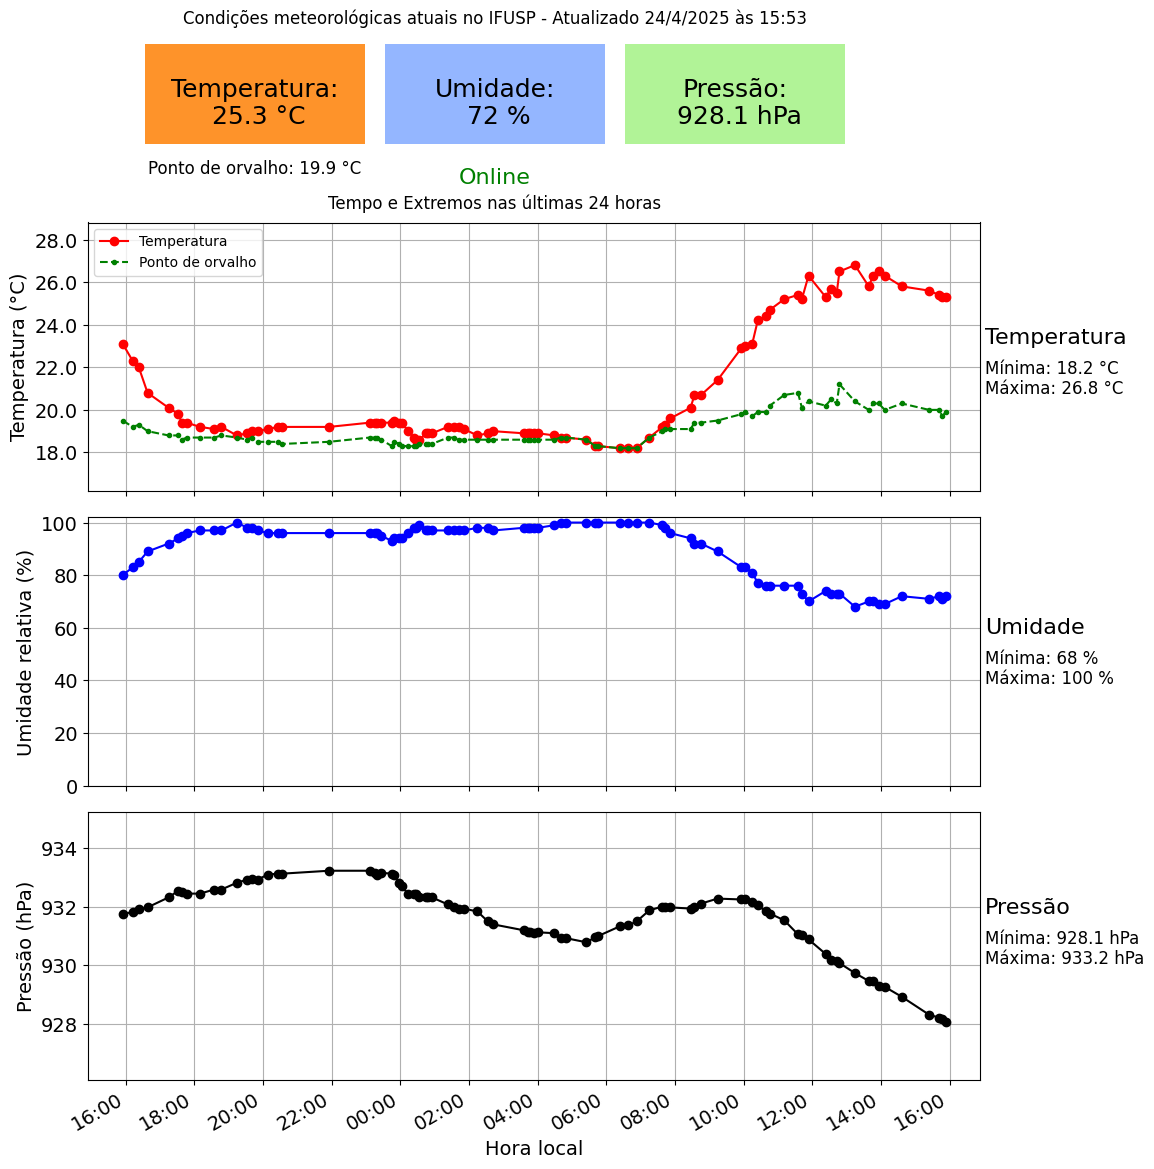 Condições meteorológicas atuais no IFUSP - Atualizado 24/4/2025 às 15:53
Temperatura:
25.3 °C
Umidade:
72 %
Pressão:
928.1 hPa
Ponto de orvalho: 19.9 °C
Online
Tempo e Extremos nas últimas 24 horas
Temperatura (°C)
28.0
26.0
24.0
22.0
20.0
18.0
Temperatura
Ponto de orvalho
Temperatura
Mínima: 18.2 °C
Máxima: 26.8 °C
Umidade relativa (%)
100
80
60
40
20
0
Umidade
Mínima: 68 %
Máxima: 100 %
Pressão (hPa)
934
932
930
928
Pressão
Mínima: 928.1 hPa
Máxima: 933.2 hPa
16:00 18:00 20:00 22:00 00:00 02:00 04:00 06:00 08:00 10:00 12:00 14:00 16:00
Hora local